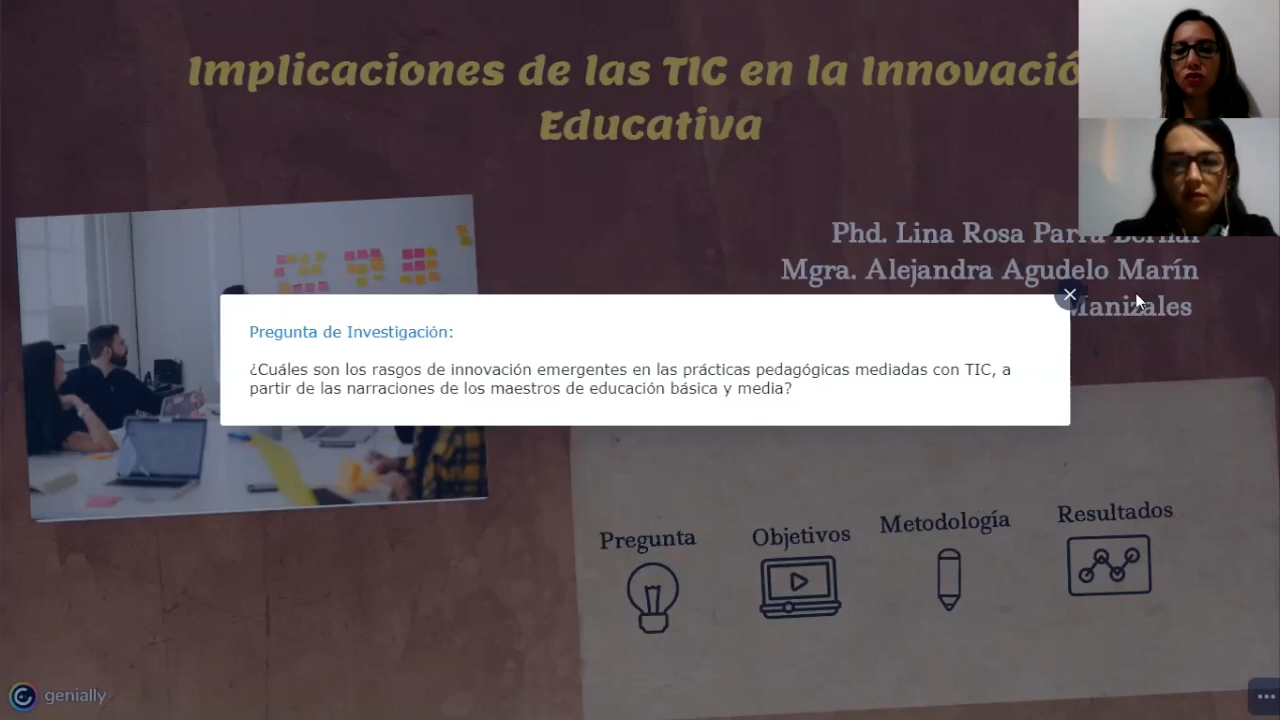 Implicaciones de las TIC en la Innovació
Educativa
Phd. Lina Rosa Parra Bernal
Mgra. Alejandra Agudelo Marín
Manizales
Pregunta de Investigación:
¿Cuáles son los rasgos de innovación emergentes en las prácticas pedagógicas mediadas con TIC, a
partir de las narraciones de los maestros de educación básica y media?
Pregunta
Objetivos
Metodología
Resultados
genially